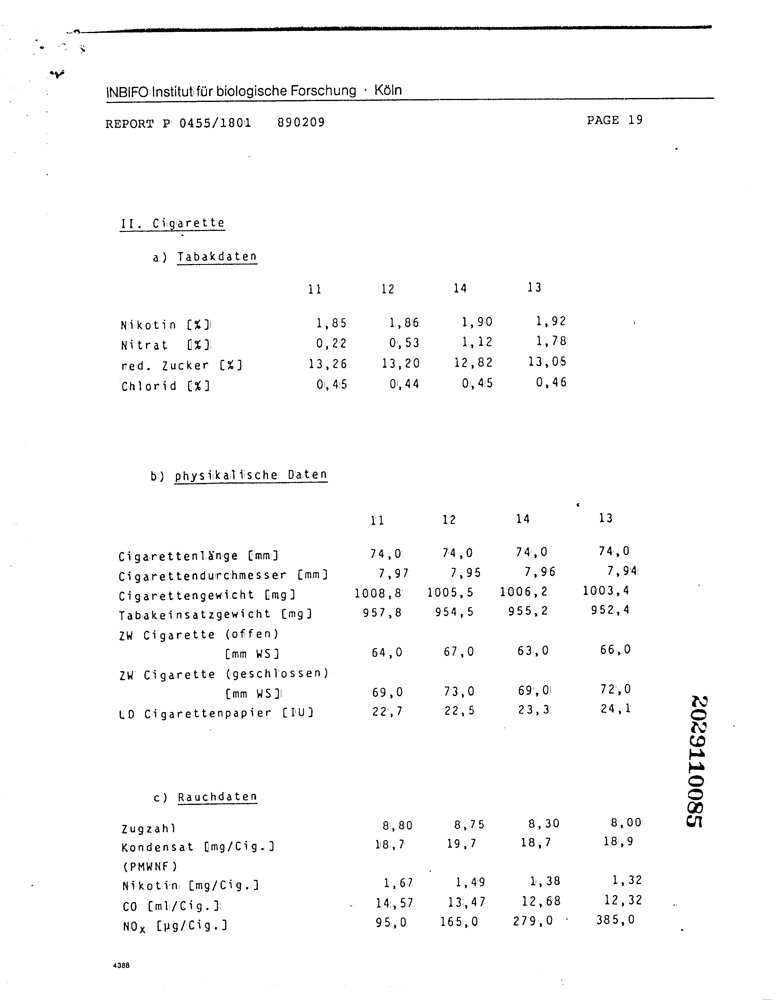 INBIFO Institut für biologische Forschung · Köln
REPORT P 0455/1801 890209 PAGE 19
II. Cigarette
a) Tabakdaten
11 12 14 13
Nikotin [%] 1,85 1,86 1,90 1,92
Nitrat [%] 0,22 0,53 1,12 1,78
red. Zucker [%] 13,26 13,20 12,82 13,05
Chlorid [%] 0,45 0,44 0,45 0,46
b) physikalische Daten
11 12 14 13
Cigarettenlänge [mm] 74,0 74,0 74,0 74,0
Cigarettendurchmesser [mm] 7,97 7,95 7,96 7,94
Cigarettengewicht [mg] 1008,8 1005,5 1006,2 1003,4
Tabakeinsatzgewicht [mg] 957,8 954,5 955,2 952,4
ZW Cigarette (offen)
[mm WS] 64,0 67,0 63,0 66,0
ZW Cigarette (geschlossen)
[mm WS] 69,0 73,0 69,0 72,0
LD Cigarettenpapier [IU] 22,7 22,5 23,3 24,1
c) Rauchdaten
Zugzahl 8,80 8,75 8,30 8,00
Kondensat [mg/Cig.] 18,7 19,7 18,7 18,9
(PMWNF)
Nikotin [mg/Cig.] 1,67 1,49 1,38 1,32
CO [ml/Cig.] 14,57 13,47 12,68 12,32
NOx [µg/Cig.] 95,0 165,0 279,0 385,0
2029110085
4388